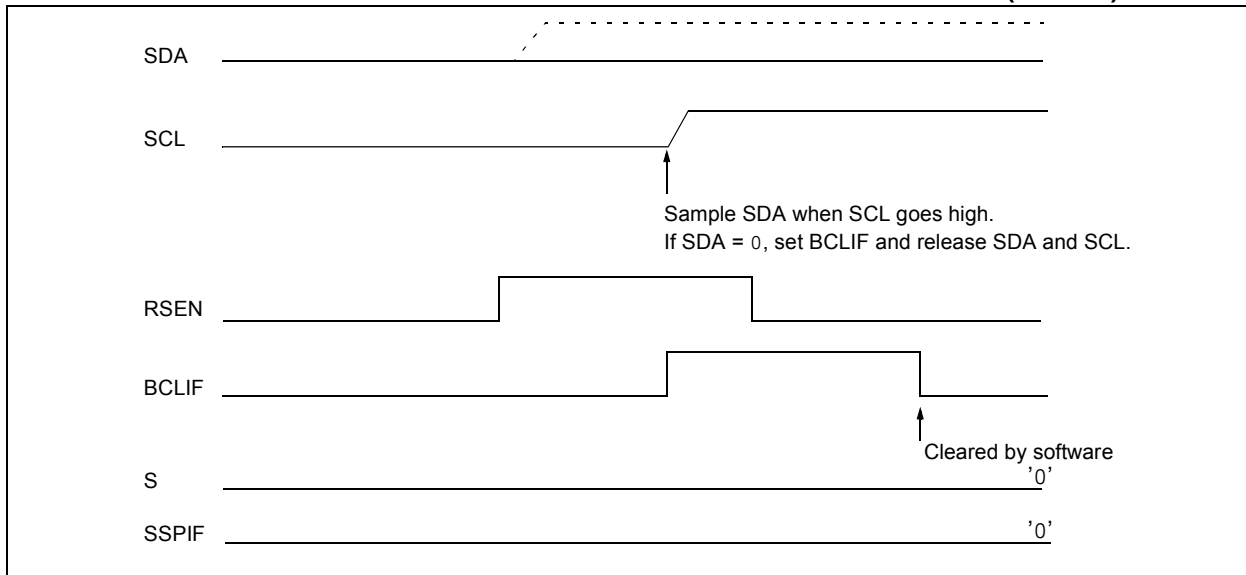 SDA
SCL
Sample SDA when SCL goes high.
If SDA = 0, set BCLIF and release SDA and SCL.
RSEN
BCLIF
Cleared by software
S
'0'
SSPIF
'0'